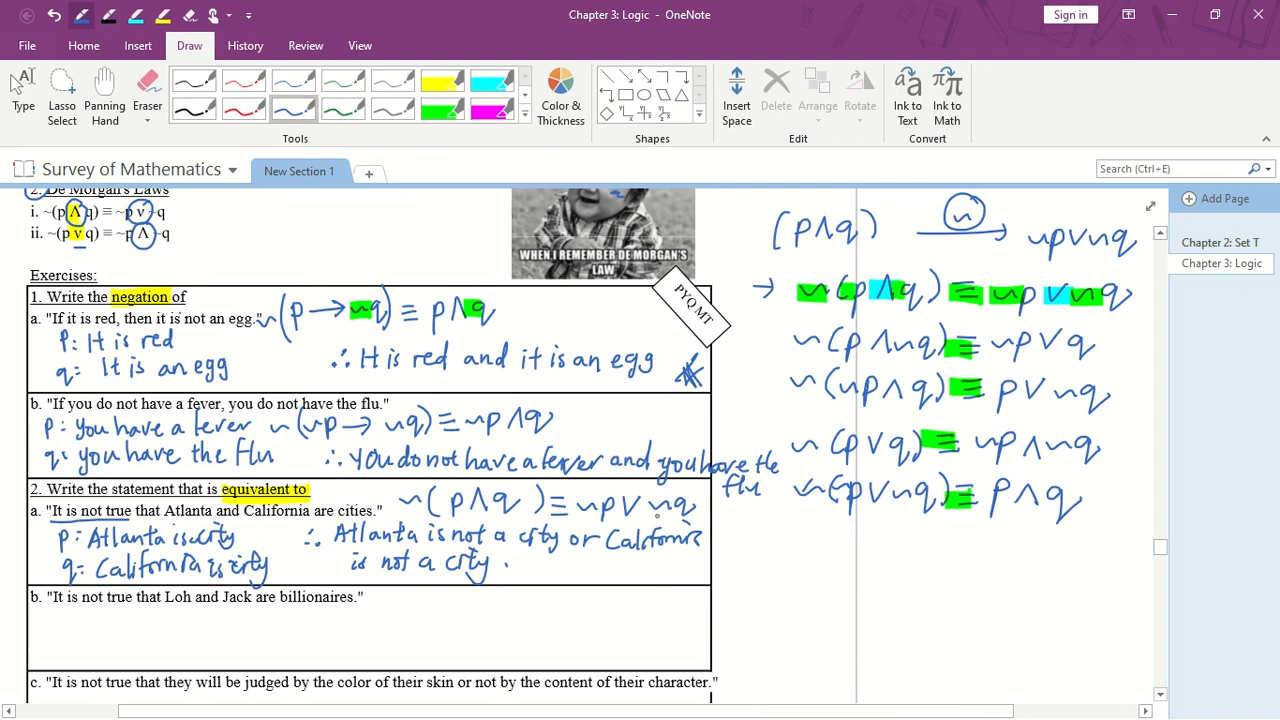 Chapter 3: Logic - OneNote
Sign in
File Home Insert Draw History Review View
Type
Lasso Select
Panning Hand
Eraser
Color & Thickness
Insert Space
Delete
Arrange
Rotate
Ink to Text
Ink to Math
Tools
Shapes
Edit
Convert
Survey of Mathematics
New Section 1
Search (Ctrl+E)
Add Page
Chapter 2: Set T
Chapter 3: Logic
2. De Morgan's Laws
i. ~(p Λ q) ≡ ~p ν ~q
ii. ~(p ν q) ≡ ~p Λ ~q
WHEN I REMEMBER DE MORGAN'S LAW
PYQ MT
Exercises:
1. Write the negation of
a. "If it is red, then it is not an egg."
~(p → ~q) ≡ p ∧ q
p: It is red
q: It is an egg
∴ It is red and it is an egg
b. "If you do not have a fever, you do not have the flu."
p: you have a fever ~(~p → ~q) ≡ ~p ∧ q
q: you have the flu
∴ you do not have a fever and you have the flu
2. Write the statement that is equivalent to
a. "It is not true that Atlanta and California are cities."
~(p ∧ q) ≡ ~p ∨ ~q
p: Atlanta is city
q: California is city
∴ Atlanta is not a city or California
is not a city.
b. "It is not true that Loh and Jack are billionaires."
c. "It is not true that they will be judged by the color of their skin or not by the content of their character."
(p ∧ q) ~ → ~p ∨ ~q
→ ~(p ∧ q) ≡ ~p ∨ ~q
~(p ∧ ~q) ≡ ~p ∨ q
~(~p ∧ q) ≡ p ∨ ~q
~(p ∨ q) ≡ ~p ∧ ~q
~(~p ∨ ~q) ≡ p ∧ q